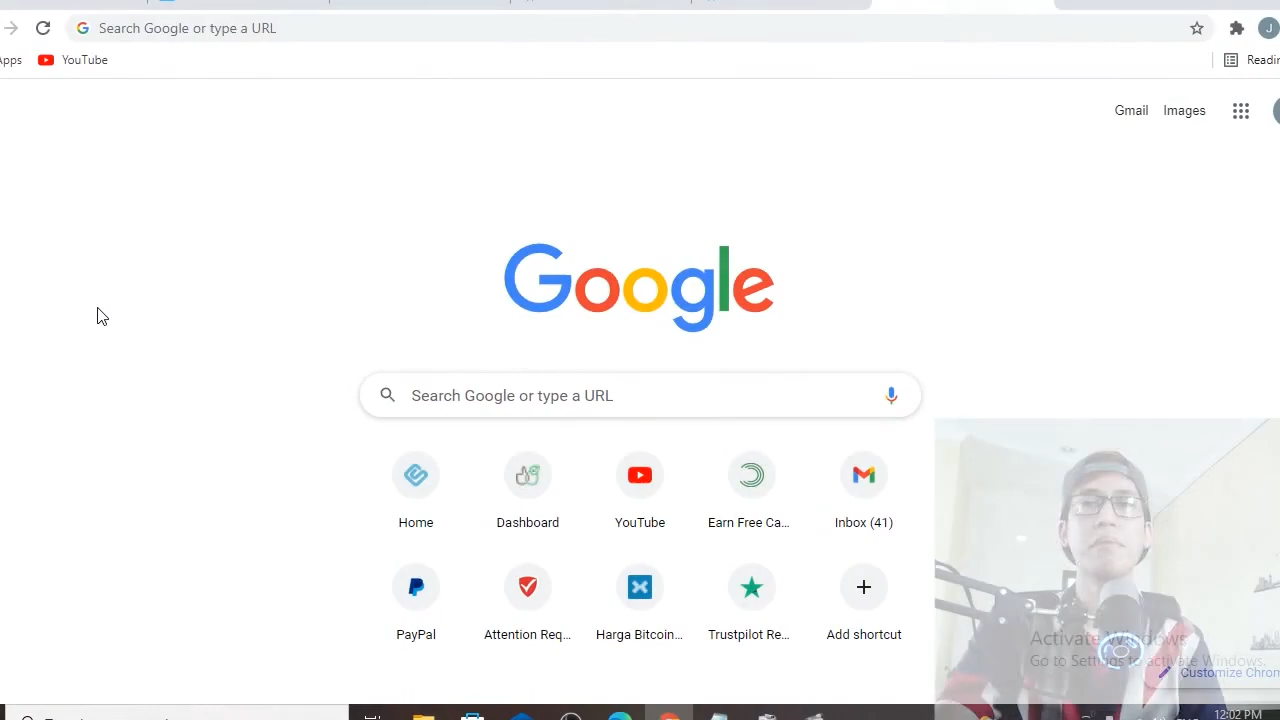 Search Google or type a URL
J
pps
YouTube
Readin
Gmail
Images
Google
Search Google or type a URL
Home
Dashboard
YouTube
Earn Free Ca...
Inbox (41)
PayPal
Attention Req...
Harga Bitcoin...
Trustpilot Re...
Add shortcut
Activate Windows
Go to Settings to activate Windows.
Customize Chrom
12:02 PM